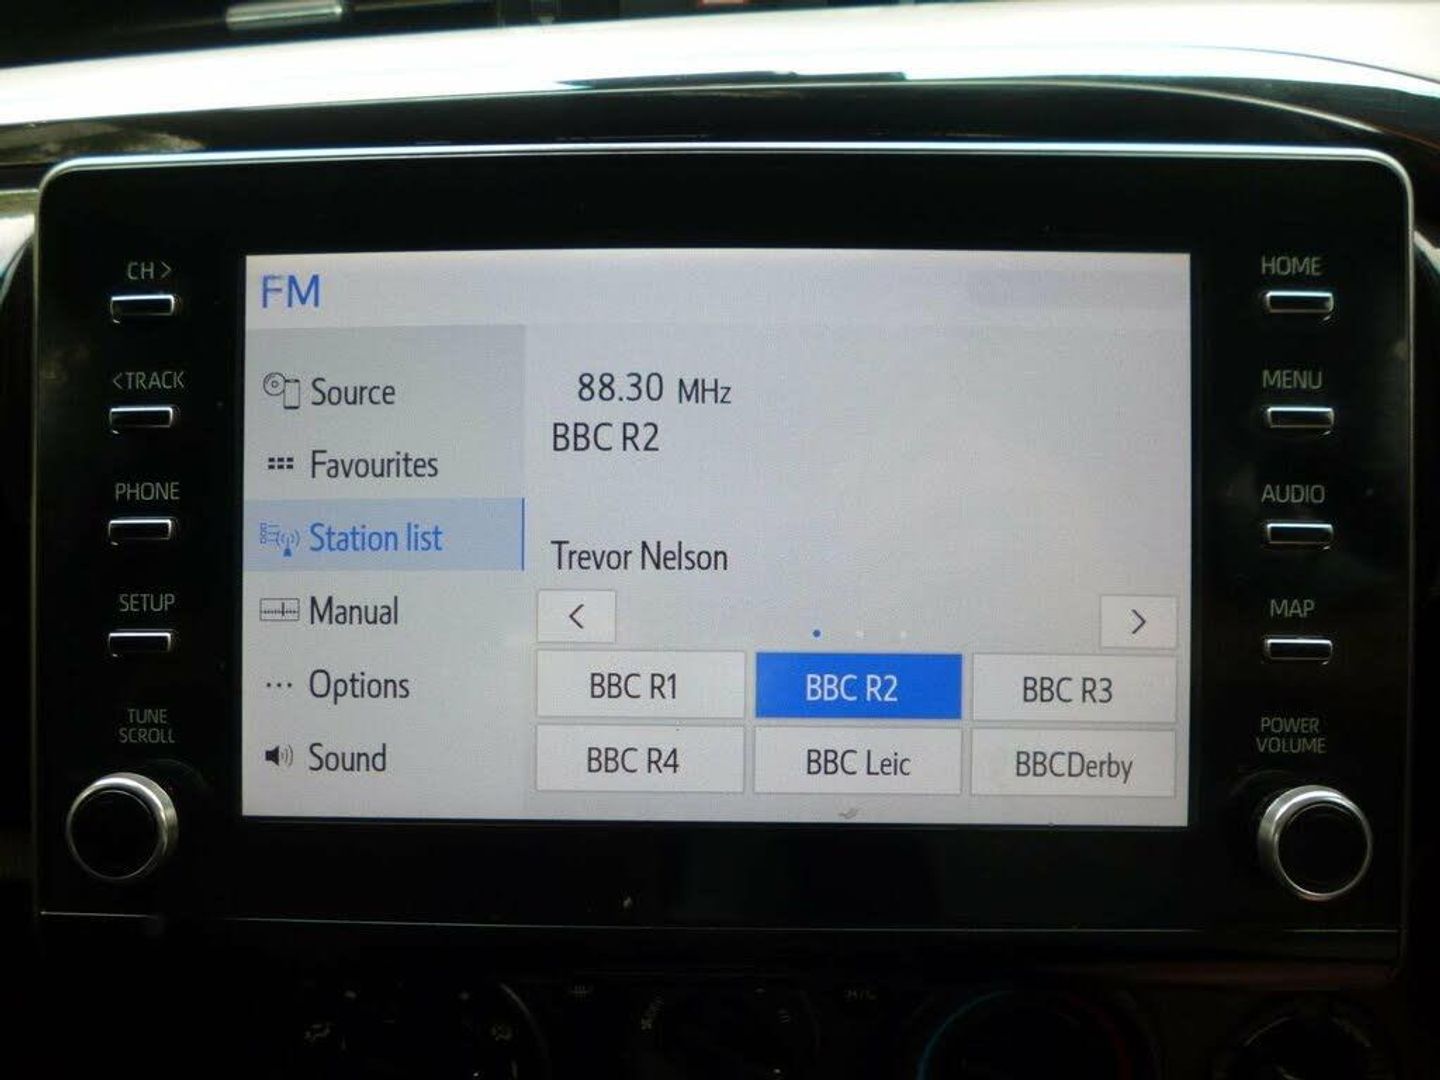 CH >
<TRACK
PHONE
SETUP
TUNE
SCROLL
FM
Source
Favourites
Station list
Manual
Options
Sound
88.30 MHz
BBC R2
Trevor Nelson
<
>
BBC R1
BBC R2
BBC R3
BBC R4
BBC Leic
BBCDerby
HOME
MENU
AUDIO
MAP
POWER
VOLUME